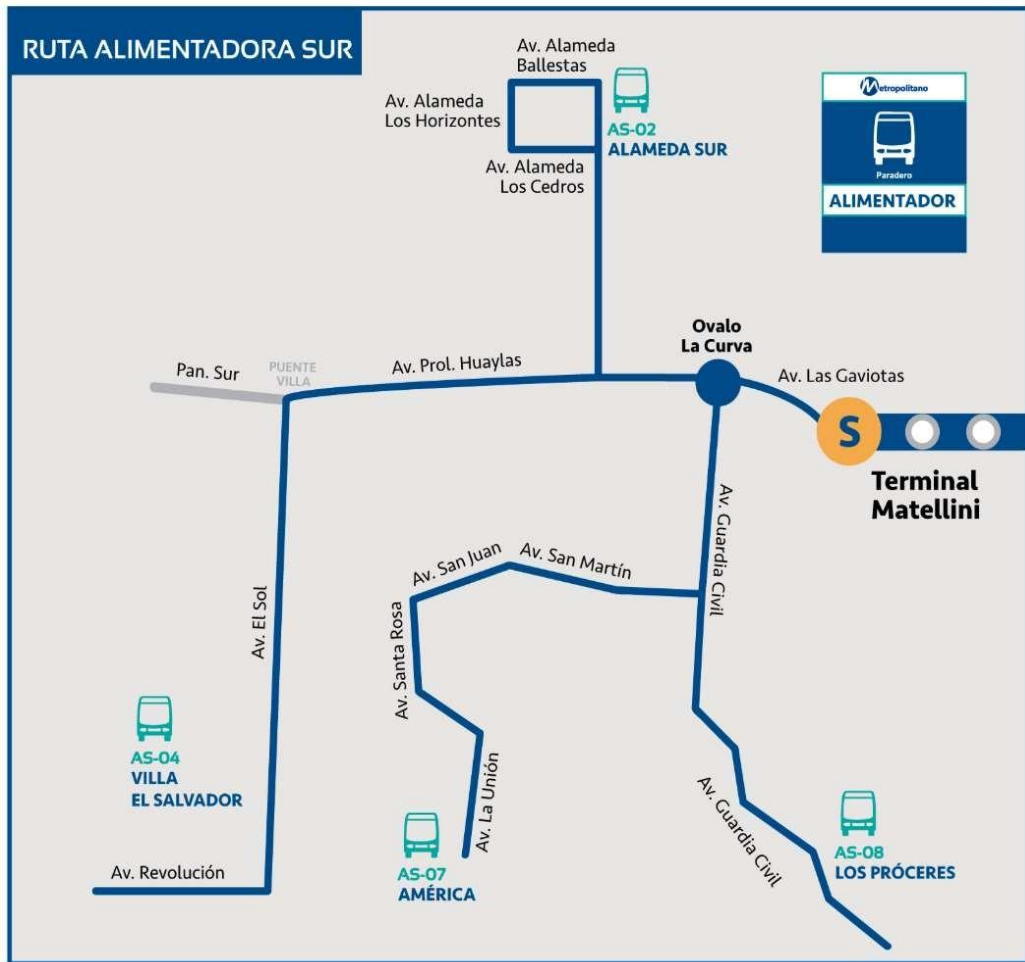 RUTA ALIMENTADORA SUR
Av. Alameda
Ballestas
Av. Alameda
Los Horizontes
AS-02
ALAMEDA SUR
Av. Alameda
Los Cedros
Metropolitano
Paradero
ALIMENTADOR
Ovalo
La Curva
Pan. Sur
PUENTE
VILLA
Av. Prol. Huaylas
Av. Las Gaviotas
S
Terminal
Matellini
Av. Guardia Civil
Av. San Juan
Av. San Martín
Av. El Sol
Av. Santa Rosa
AS-04
VILLA
EL SALVADOR
Av. La Unión
Av. Guardia Civil
AS-07
AMÉRICA
AS-08
LOS PRÓCERES
Av. Revolución